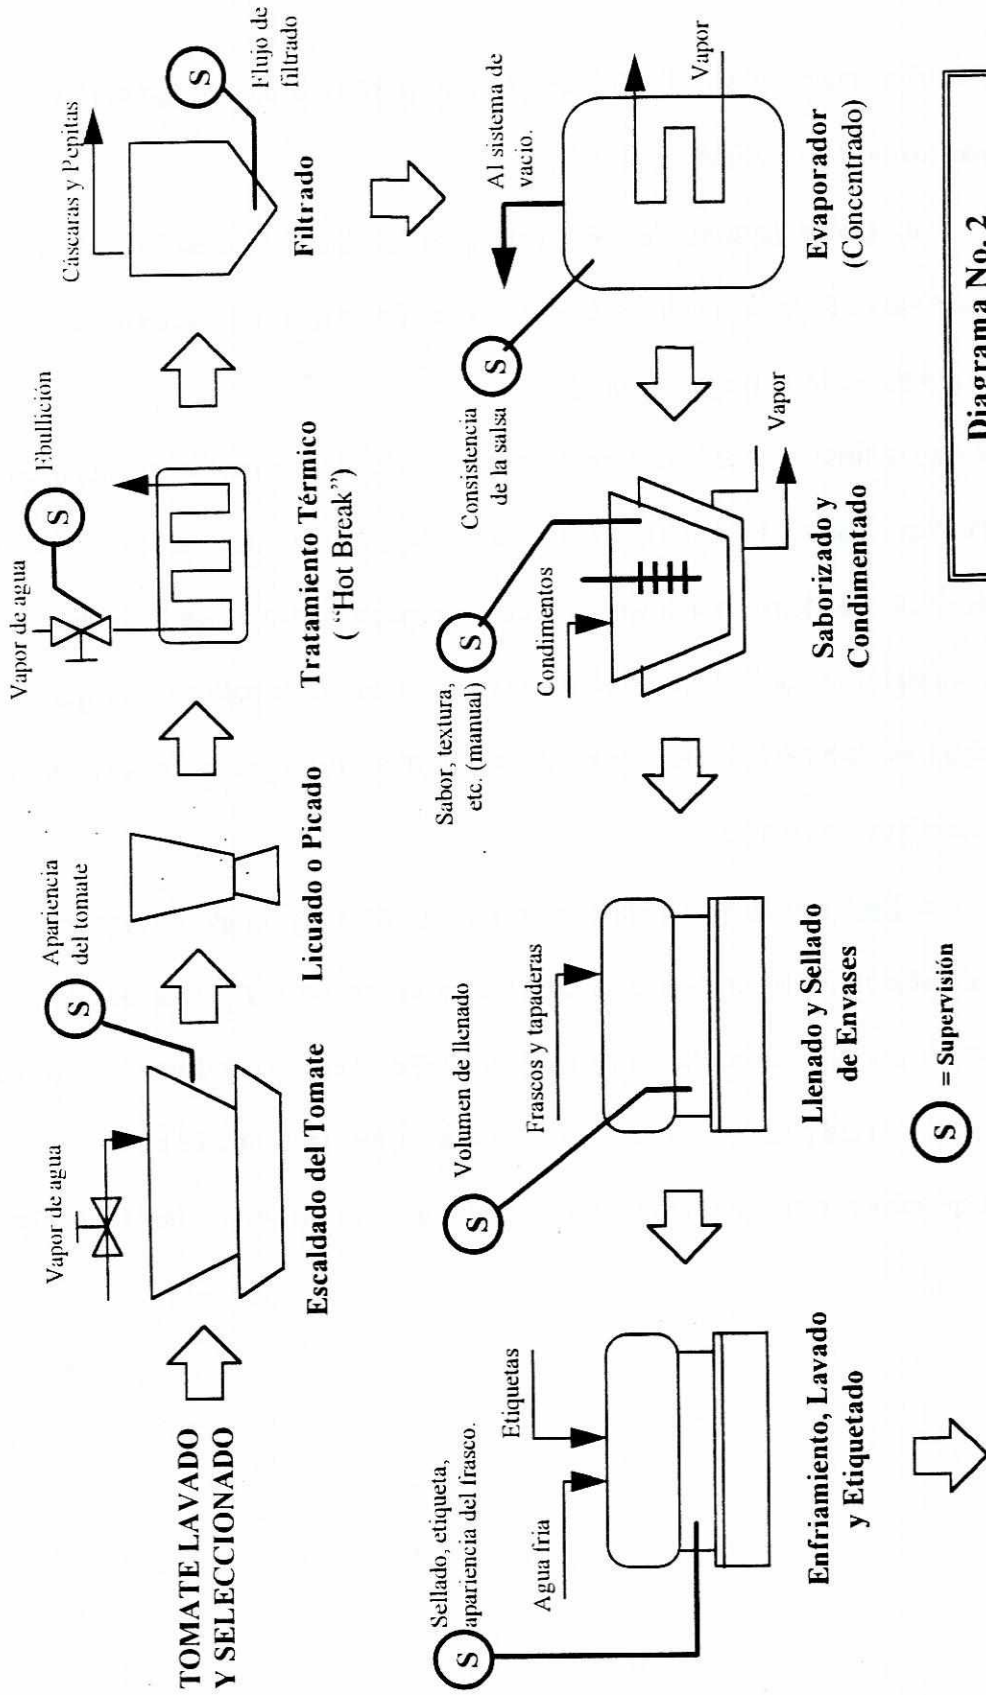 TOMATE LAVADO
Y SELECCIONADO
Vapor de agua
Escaldado del Tomate
S
Apariencia
del tomate
Licuado o Picado
Vapor de agua
S
Ebullición
Tratamiento Térmico
( “Hot Break”)
Cáscaras y Pepitas
S
Flujo de
filtrado
Filtrado
Al sistema de
vacio.
Vapor
Evaporador
(Concentrado)
S
Consistencia
de la salsa
S
Sabor, textura,
etc. (manual)
Condimentos
Vapor
Saborizado y
Condimentado
S
Volumen de llenado
Frascos y tapaderas
Llenado y Sellado
de Envases
S
Sellado, etiqueta,
apariencia del frasco.
Agua fria
Etiquetas
Enfriamiento, Lavado
y Etiquetado
S = Supervisión
Diagrama No. 2